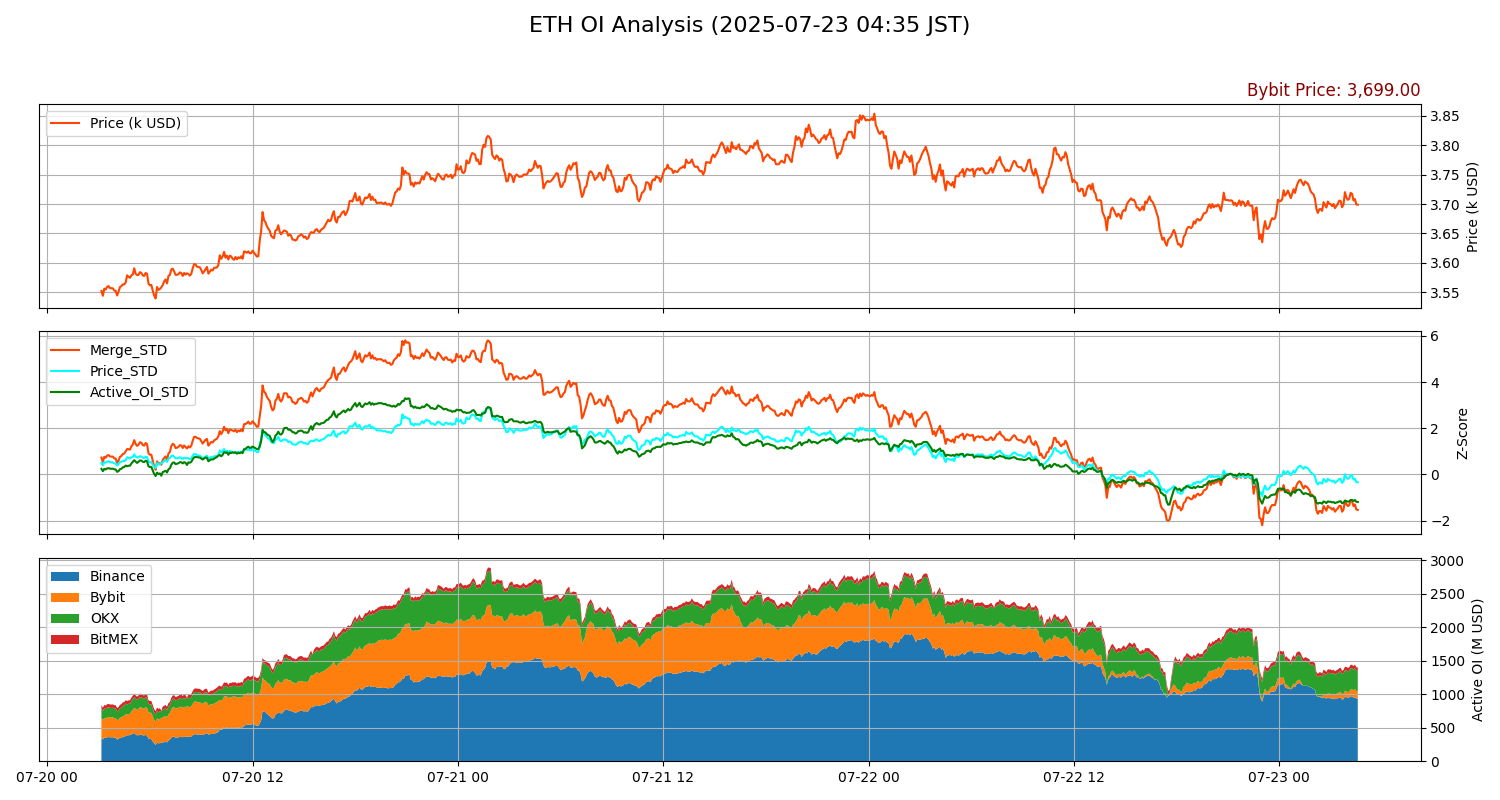 ETH OI Analysis (2025-07-23 04:35 JST)
Bybit Price: 3,699.00
Price (k USD)
3.85
3.80
3.75
3.70
3.65
3.60
3.55
Price (k USD)
Merge_STD
Price_STD
Active_OI_STD
6
4
2
0
−2
Z-Score
Binance
Bybit
OKX
BitMEX
3000
2500
2000
1500
1000
500
0
Active OI (M USD)
07-20 00
07-20 12
07-21 00
07-21 12
07-22 00
07-22 12
07-23 00